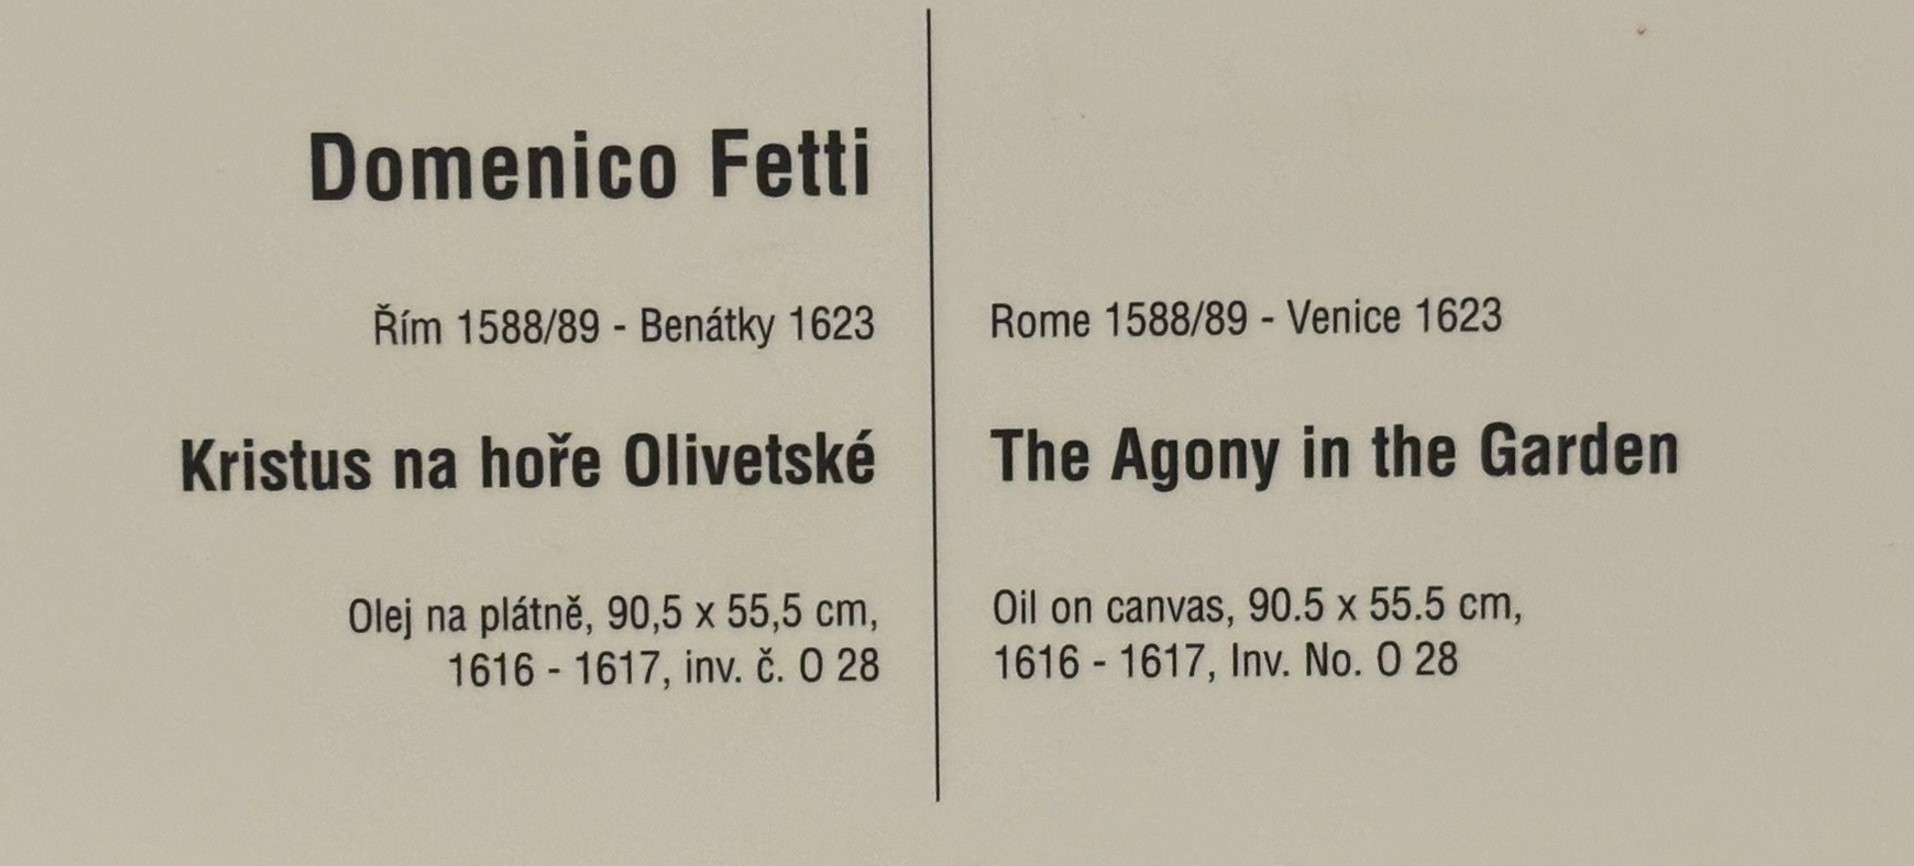 Domenico Fetti
Řím 1588/89 - Benátky 1623
Kristus na hoře Olivetské
Olej na plátně, 90,5 x 55,5 cm,
1616 - 1617, inv. č. O 28
Rome 1588/89 - Venice 1623
The Agony in the Garden
Oil on canvas, 90.5 x 55.5 cm,
1616 - 1617, Inv. No. O 28